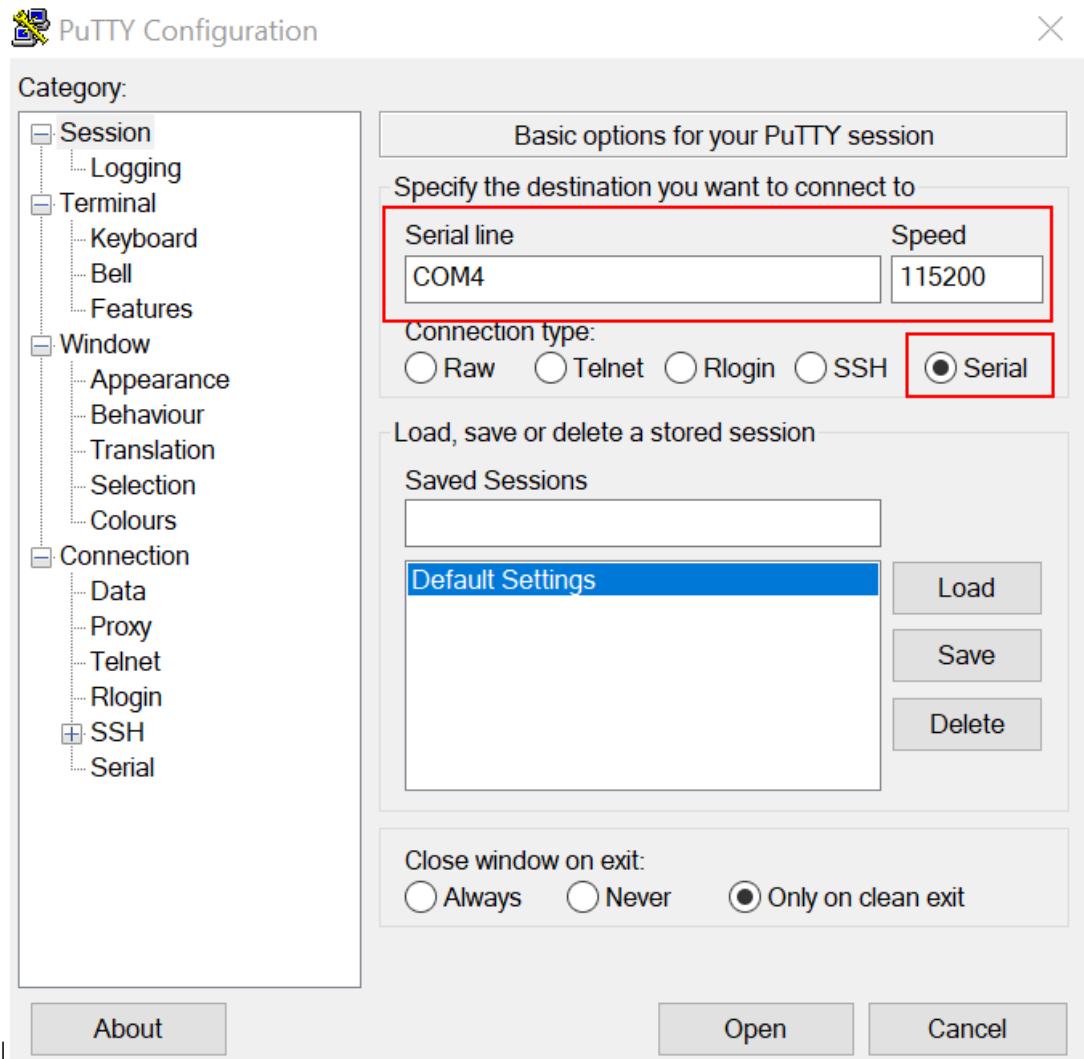 PuTTY Configuration
Category:
Session
Logging
Terminal
Keyboard
Bell
Features
Window
Appearance
Behaviour
Translation
Selection
Colours
Connection
Data
Proxy
Telnet
Rlogin
SSH
Serial
Basic options for your PuTTY session
Specify the destination you want to connect to
Serial line Speed
COM4 115200
Connection type:
Raw Telnet Rlogin SSH Serial
Load, save or delete a stored session
Saved Sessions
Default Settings
Load
Save
Delete
Close window on exit:
Always Never Only on clean exit
About Open Cancel